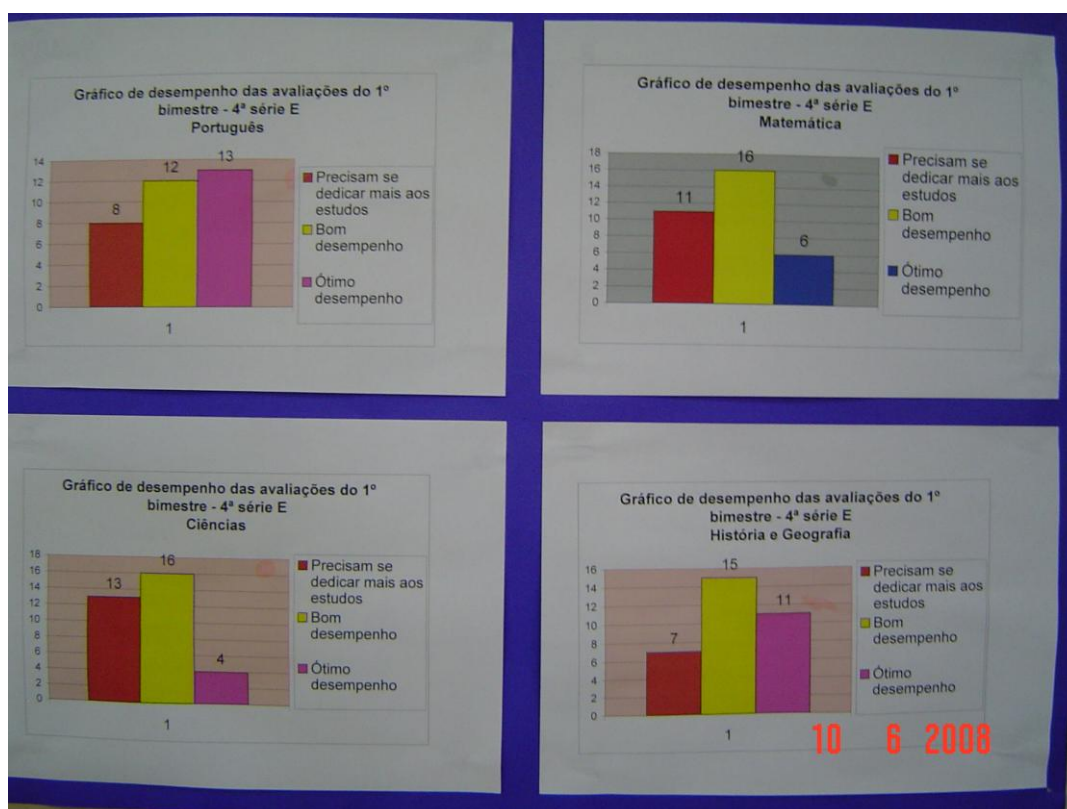 Gráfico de desempenho das avaliações do 1º
bimestre - 4ª série E
Português
14
12
10
8
6
4
2
0
8
12
13
1
Precisam se
dedicar mais aos
estudos
Bom
desempenho
Ótimo
desempenho
Gráfico de desempenho das avaliações do 1º
bimestre - 4ª série E
Matemática
18
16
14
12
10
8
6
4
2
0
11
16
6
1
Precisam se
dedicar mais aos
estudos
Bom
desempenho
Ótimo
desempenho
Gráfico de desempenho das avaliações do 1º
bimestre - 4ª série E
Ciências
18
16
14
12
10
8
6
4
2
0
13
16
4
1
Precisam se
dedicar mais aos
estudos
Bom
desempenho
Ótimo
desempenho
Gráfico de desempenho das avaliações do 1º
bimestre - 4ª série E
História e Geografia
16
14
12
10
8
6
4
2
0
7
15
11
1
Precisam se
dedicar mais aos
estudos
Bom
desempenho
Ótimo
desempenho
10 6 2008